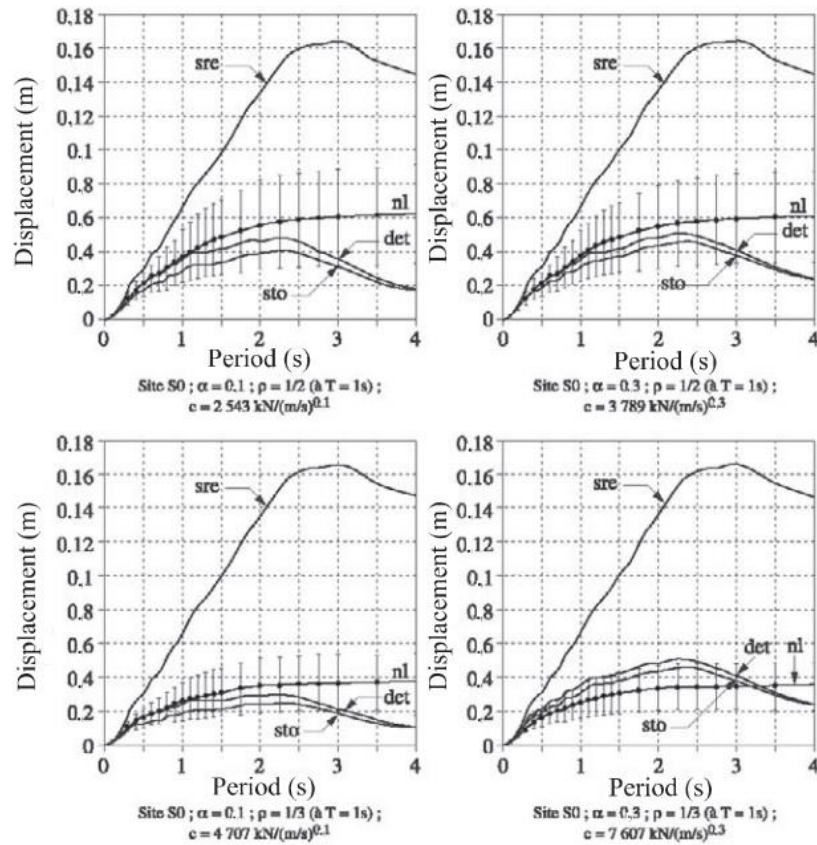 0.18
0.16
0.14
0.12
0.1
0.8
0.6
0.4
0.2
0
Displacement (m)
sre
nl
det
sto
0 1 2 3 4
Period (s)
Site S0 ; α = 0.1 ; ρ = 1/2 (à T = 1s) ;
c = 2 543 kN/(m/s)^0.1
0.18
0.16
0.14
0.12
0.1
0.8
0.6
0.4
0.2
0
Displacement (m)
sre
nl
det
sto
0 1 2 3 4
Period (s)
Site S0 ; α = 0.3 ; ρ = 1/2 (à T = 1s) ;
c = 3 789 kN/(m/s)^0.3
0.18
0.16
0.14
0.12
0.1
0.8
0.6
0.4
0.2
0
Displacement (m)
sre
nl
det
sto
0 1 2 3 4
Period (s)
Site S0 ; α = 0.1 ; ρ = 1/3 (à T = 1s) ;
c = 4 707 kN/(m/s)^0.1
0.18
0.16
0.14
0.12
0.1
0.8
0.6
0.4
0.2
0
Displacement (m)
sre
det nl
sto
0 1 2 3 4
Period (s)
Site S0 ; α = 0.3 ; ρ = 1/3 (à T = 1s) ;
c = 7 607 kN/(m/s)^0.3